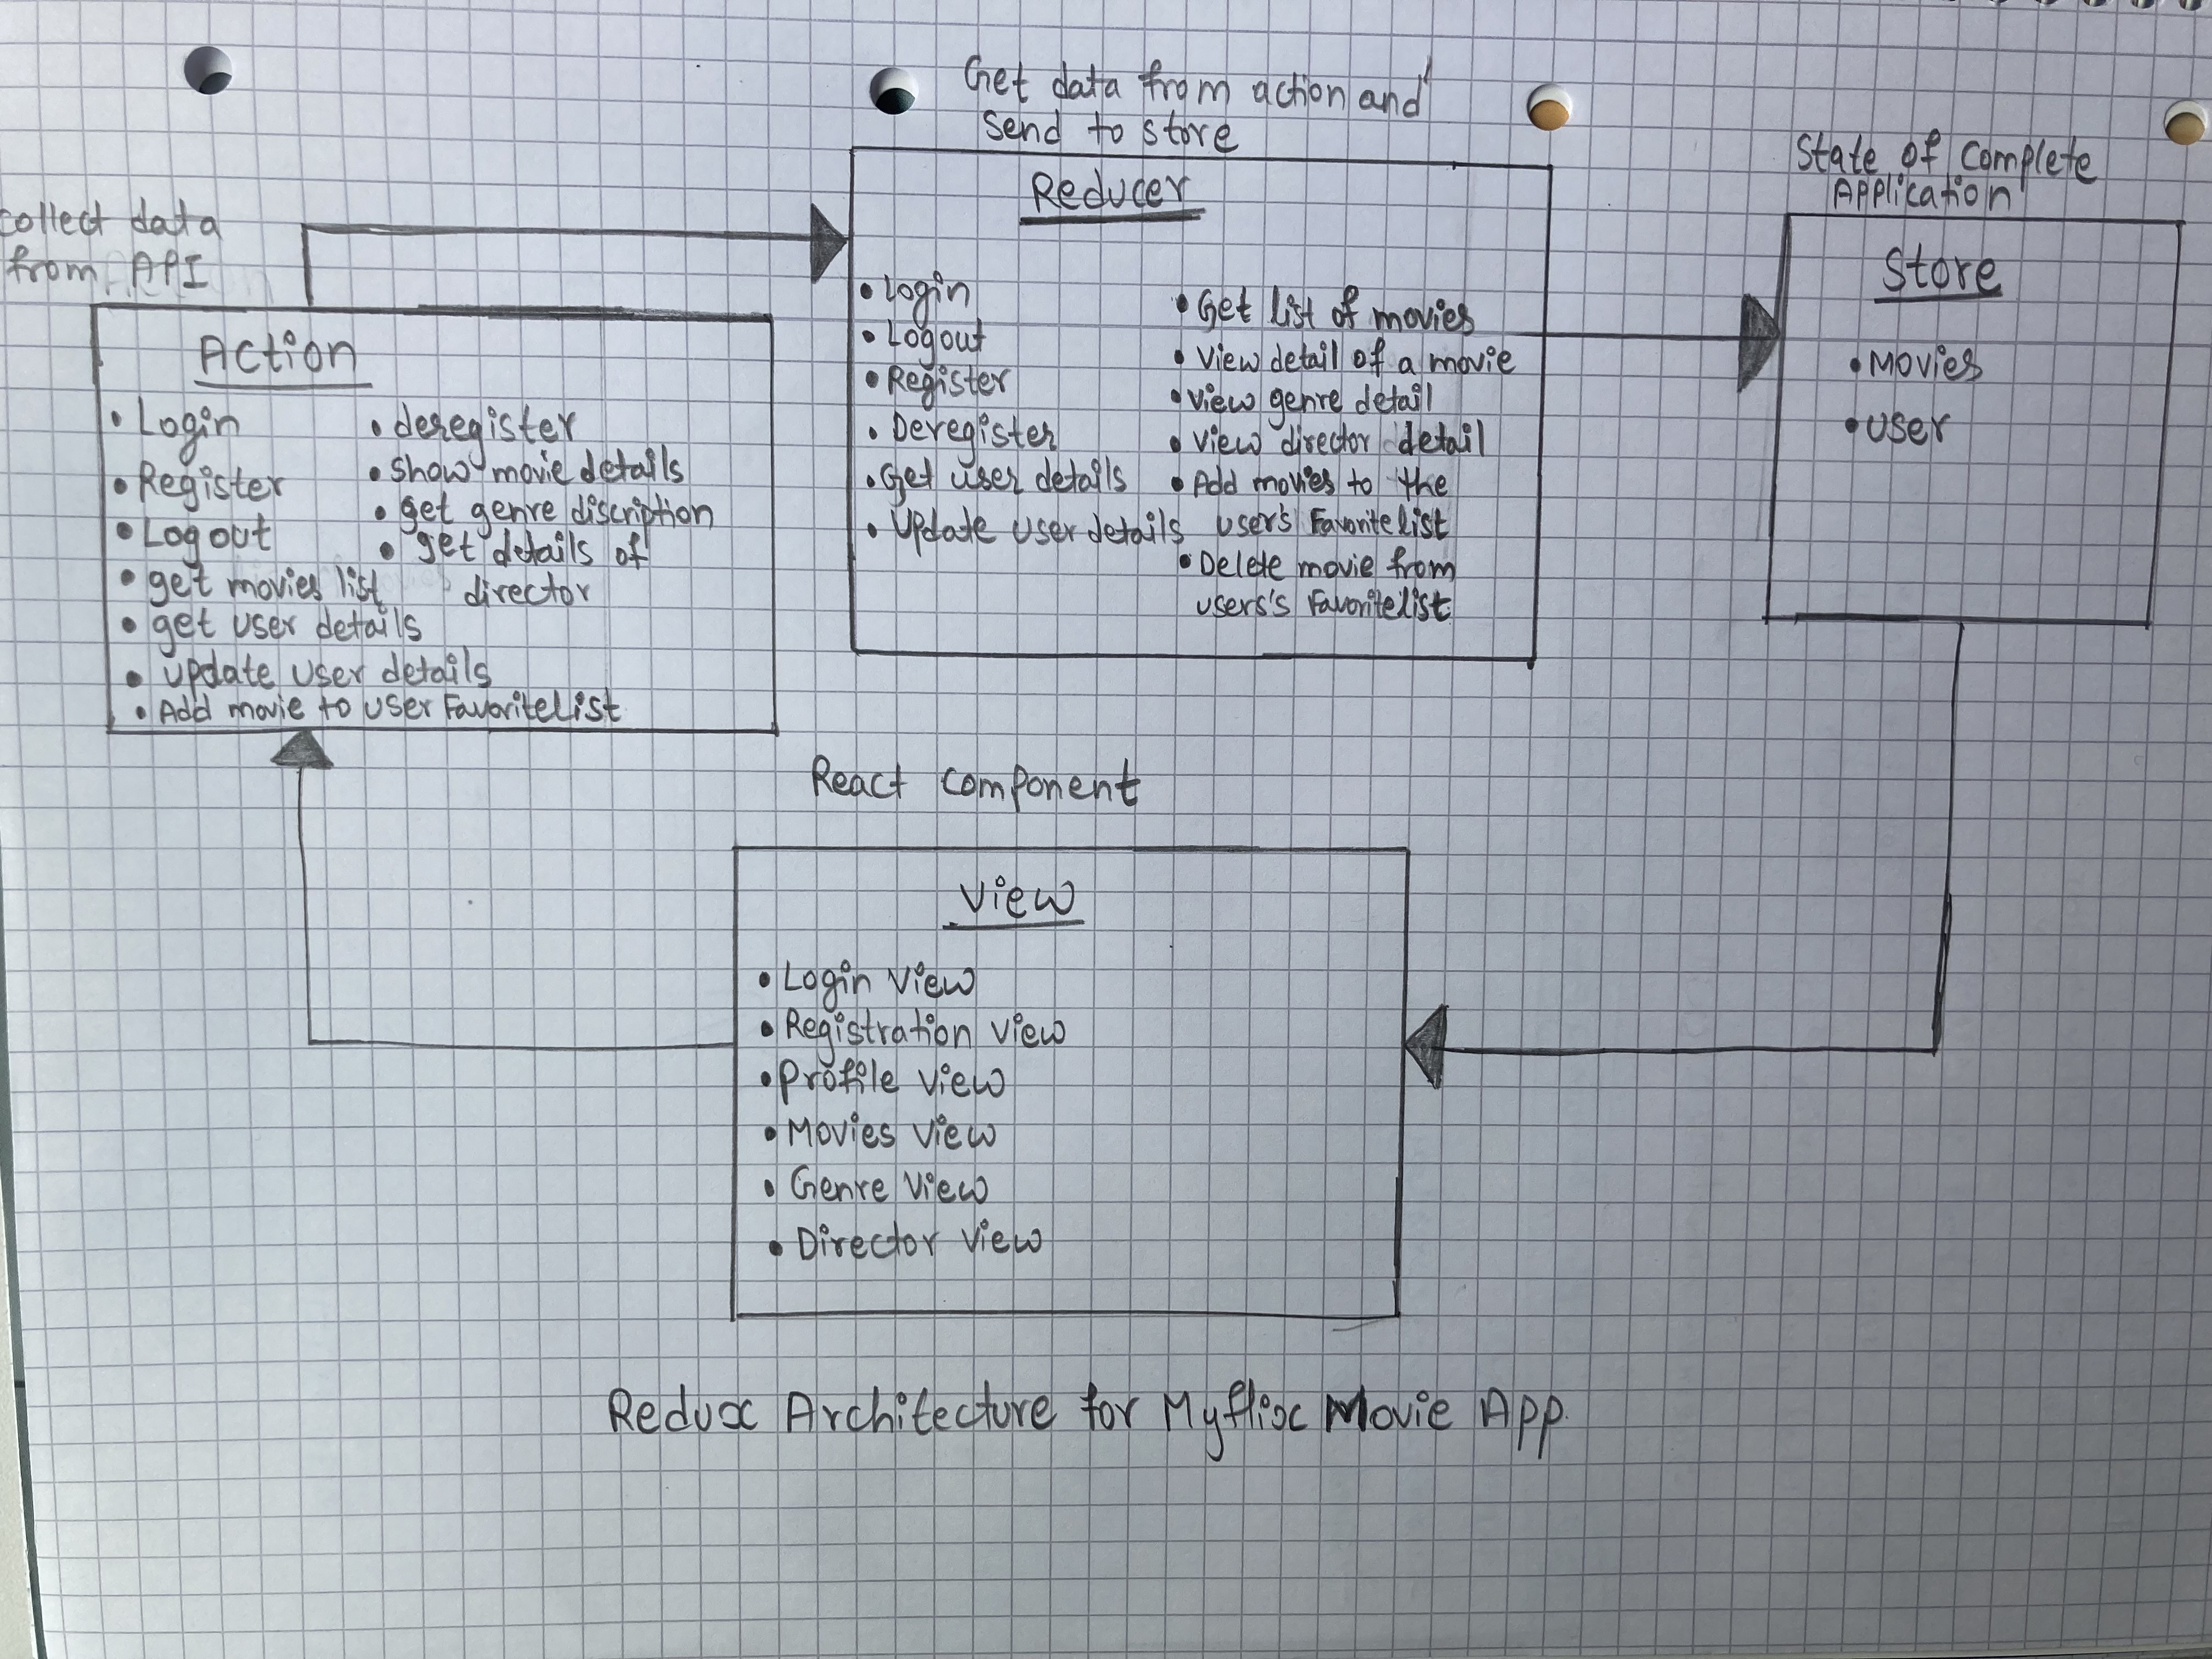 Get data from action and
Send to store
State of Complete
Application
collect data
from API
Reducer
• Login
• Logout
• Register
• Deregister
• Get user details
• Update user details
• Get list of movies
• View detail of a movie
• View genre detail
• View director detail
• Add movies to the
user's Favoritelist
• Delete movie from
users's Favoritelist
Store
• Movies
• User
Action
• Login
• Register
• Logout
• get movies list
• get user details
• update user details
• Add movie to user FavoriteList
• deregister
• show movie details
• get genre discription
• get details of
director
React Component
View
• Login View
• Registration View
• Profile View
• Movies View
• Genre View
• Director View
Redux Architecture for Myflix Movie App.